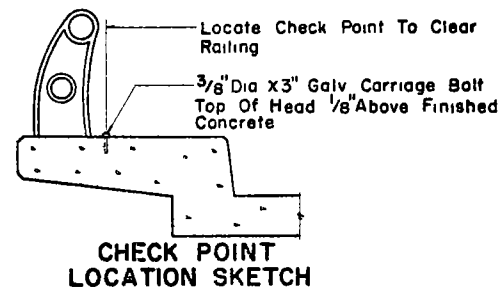 Locate Check Point To Clear
Railing
3/8" Dia x 3" Galv Carriage Bolt
Top Of Head 1/8" Above Finished
Concrete
CHECK POINT
LOCATION SKETCH